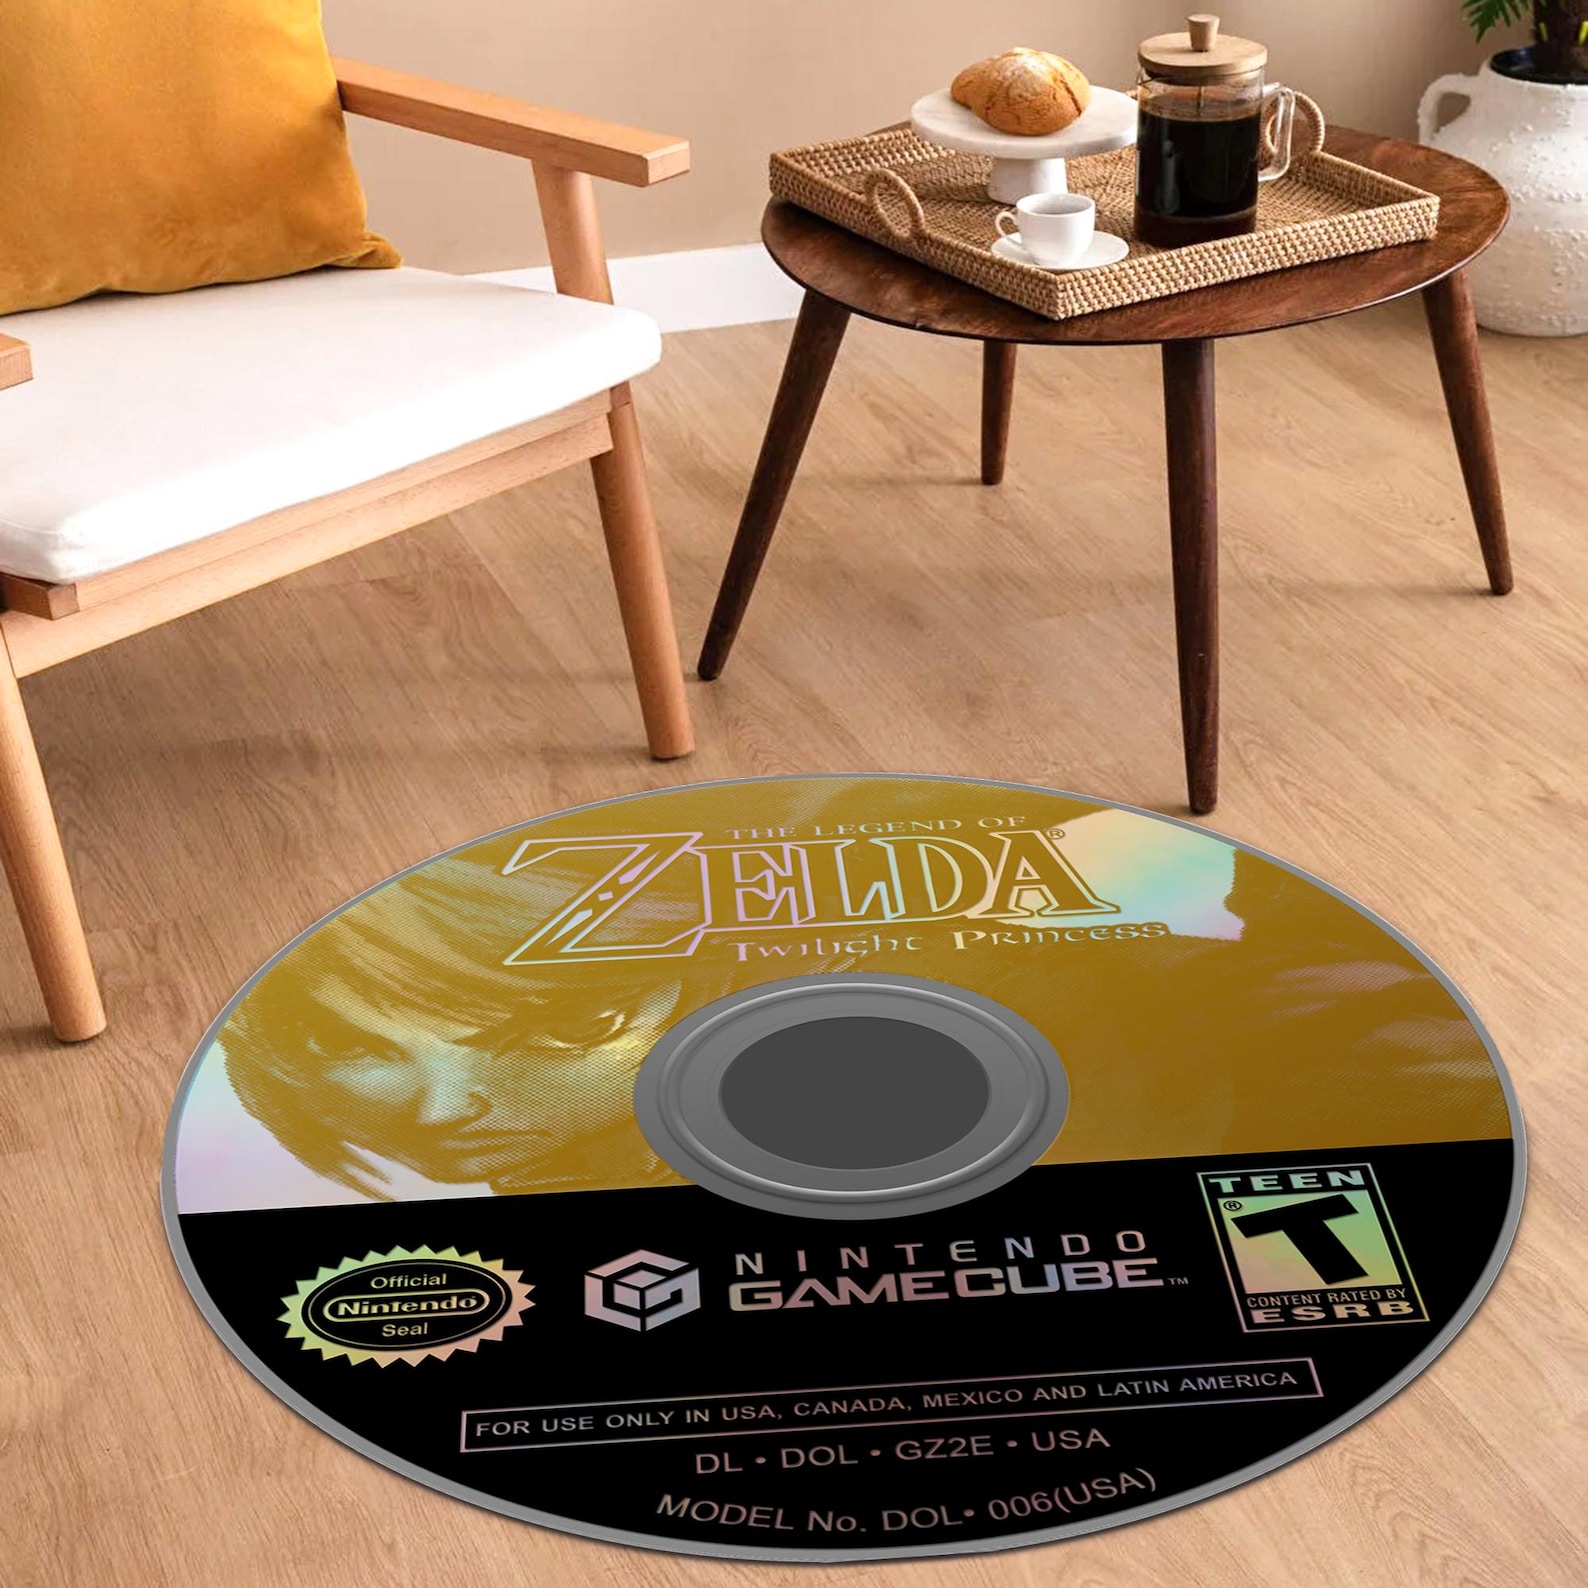 THE LEGEND OF
ZELDA®
Twilight Princess
TEEN
T®
CONTENT RATED BY
ESRB
NINTENDO
GAMECUBE™
Official
Nintendo®
Seal
FOR USE ONLY IN USA, CANADA, MEXICO AND LATIN AMERICA
DL • DOL • GZ2E • USA
MODEL No. DOL• 006(USA)